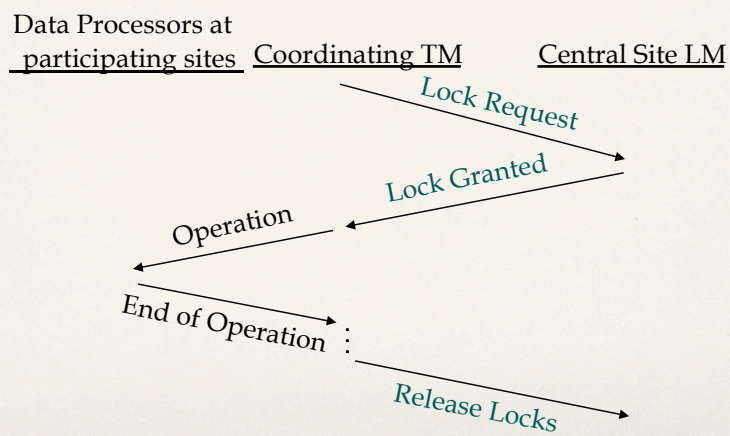 Data Processors at
participating sites
Coordinating TM
Central Site LM
Lock Request
Lock Granted
Operation
End of Operation
Release Locks